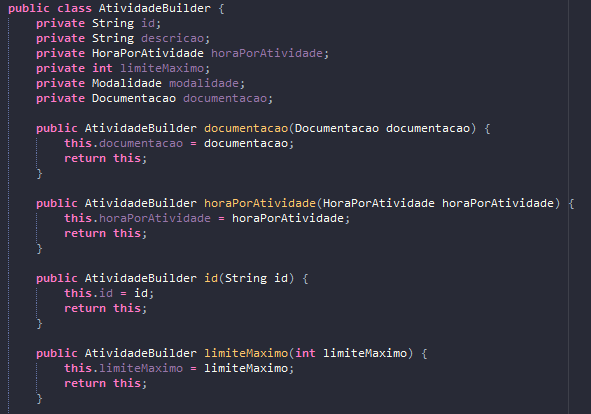 public class AtividadeBuilder {
private String id;
private String descricao;
private HoraPorAtividade horaPorAtividade;
private int limiteMaximo;
private Modalidade modalidade;
private Documentacao documentacao;
public AtividadeBuilder documentacao(Documentacao documentacao) {
this.documentacao = documentacao;
return this;
}
public AtividadeBuilder horaPorAtividade(HoraPorAtividade horaPorAtividade) {
this.horaPorAtividade = horaPorAtividade;
return this;
}
public AtividadeBuilder id(String id) {
this.id = id;
return this;
}
public AtividadeBuilder limiteMaximo(int limiteMaximo) {
this.limiteMaximo = limiteMaximo;
return this;
}